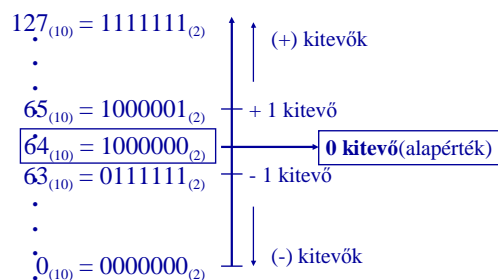 127(10) = 1111111(2)
(+) kitevők
65(10) = 1000001(2) + 1 kitevő
64(10) = 1000000(2) 0 kitevő(alapérték)
63(10) = 0111111(2) - 1 kitevő
(-) kitevők
0(10) = 0000000(2)